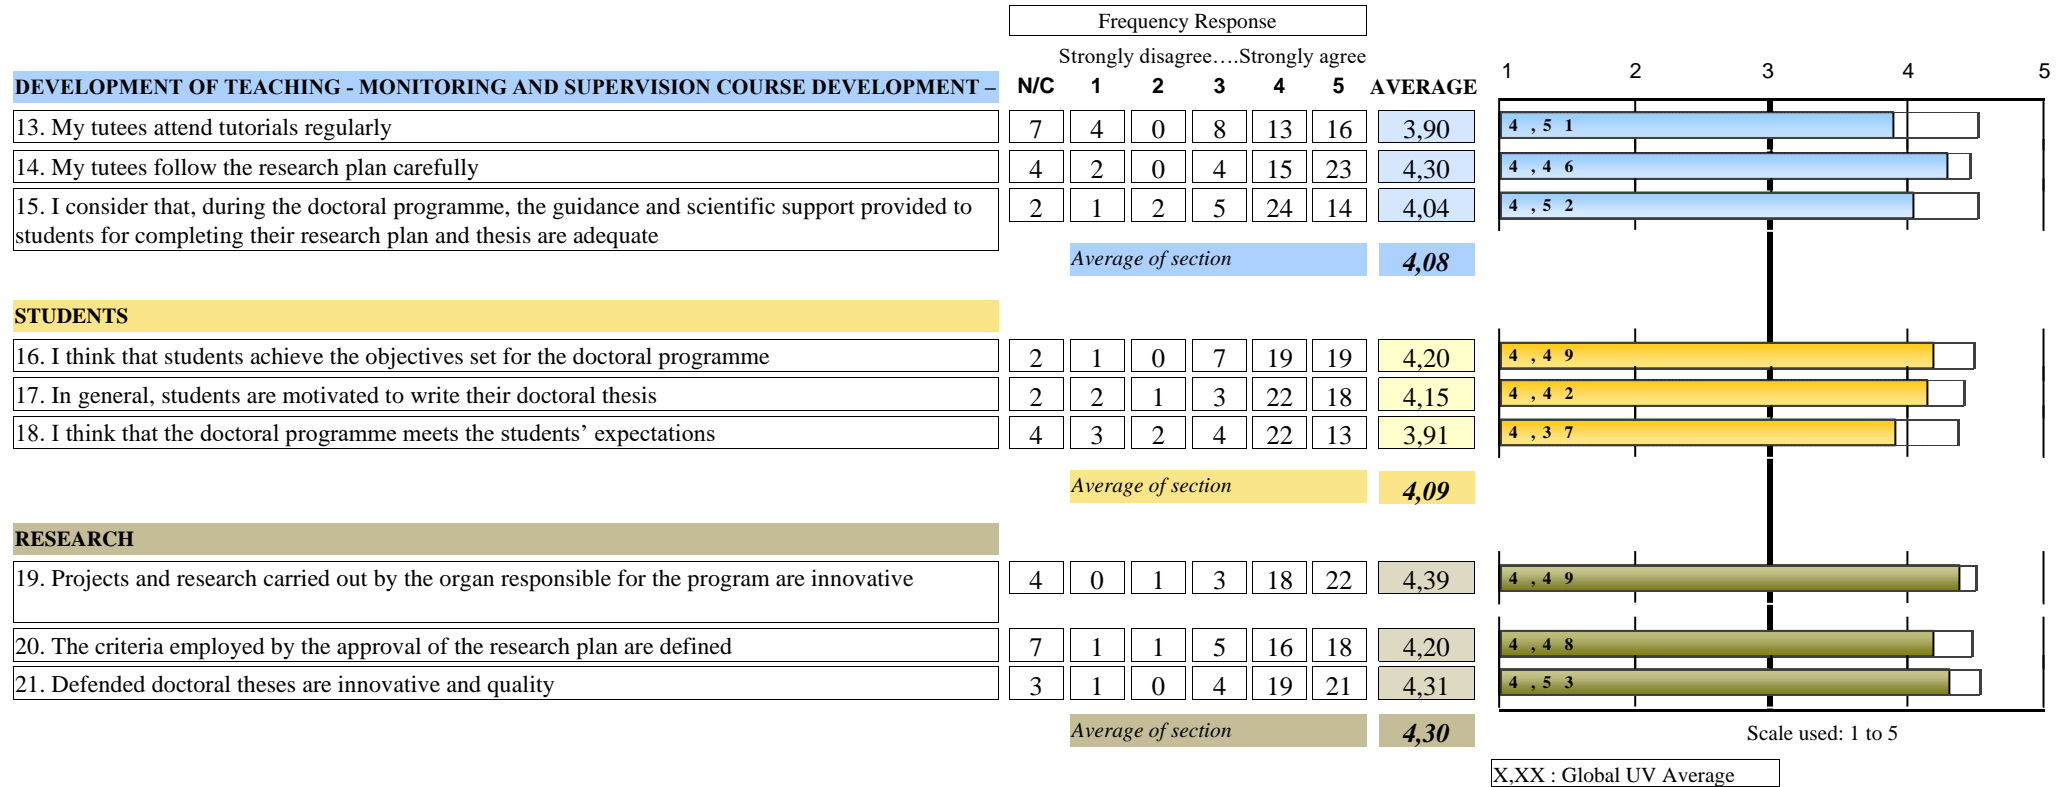 Frequency Response
Strongly disagree….Strongly agree
DEVELOPMENT OF TEACHING - MONITORING AND SUPERVISION COURSE DEVELOPMENT – N/C 1 2 3 4 5 AVERAGE 1 2 3 4 5
13. My tutees attend tutorials regularly 7 4 0 8 13 16 3,90 4,51
14. My tutees follow the research plan carefully 4 2 0 4 15 23 4,30 4,46
15. I consider that, during the doctoral programme, the guidance and scientific support provided to 2 1 2 5 24 14 4,04 4,52
students for completing their research plan and thesis are adequate
Average of section 4,08
STUDENTS
16. I think that students achieve the objectives set for the doctoral programme 2 1 0 7 19 19 4,20 4,49
17. In general, students are motivated to write their doctoral thesis 2 2 1 3 22 18 4,15 4,42
18. I think that the doctoral programme meets the students’ expectations 4 3 2 4 22 13 3,91 4,37
Average of section 4,09
RESEARCH
19. Projects and research carried out by the organ responsible for the program are innovative 4 0 1 3 18 22 4,39 4,49
20. The criteria employed by the approval of the research plan are defined 7 1 1 5 16 18 4,20 4,48
21. Defended doctoral theses are innovative and quality 3 1 0 4 19 21 4,31 4,53
Average of section 4,30 Scale used: 1 to 5
X,XX : Global UV Average